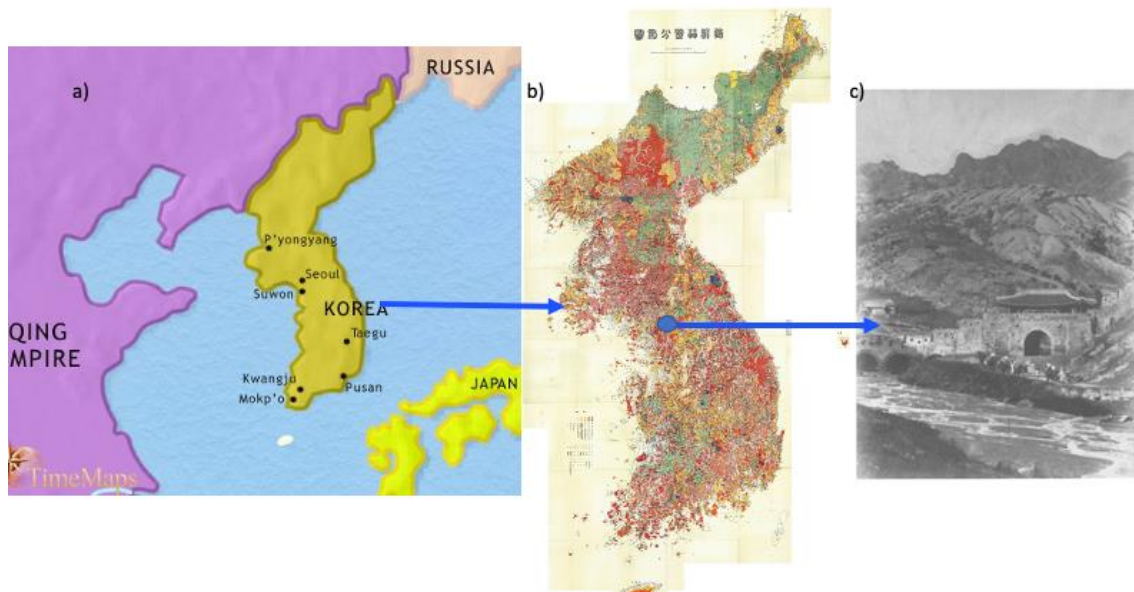 a)
RUSSIA
P'yongyang
Seoul
Suwon
KOREA
Taegu
QING
MPIRE
Kwangju
Pusan
Mokp'o
JAPAN
TimeMaps
b)
c)